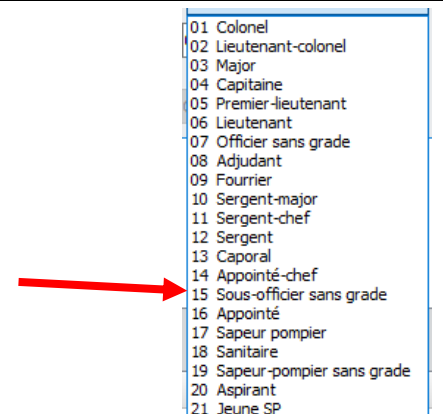 01 Colonel
02 Lieutenant-colonel
03 Major
04 Capitaine
05 Premier-lieutenant
06 Lieutenant
07 Officier sans grade
08 Adjudant
09 Fourrier
10 Sergent-major
11 Sergent-chef
12 Sergent
13 Caporal
14 Appointé-chef
15 Sous-officier sans grade
16 Appointé
17 Sapeur pompier
18 Sanitaire
19 Sapeur-pompier sans grade
20 Aspirant
21 Jeune SP